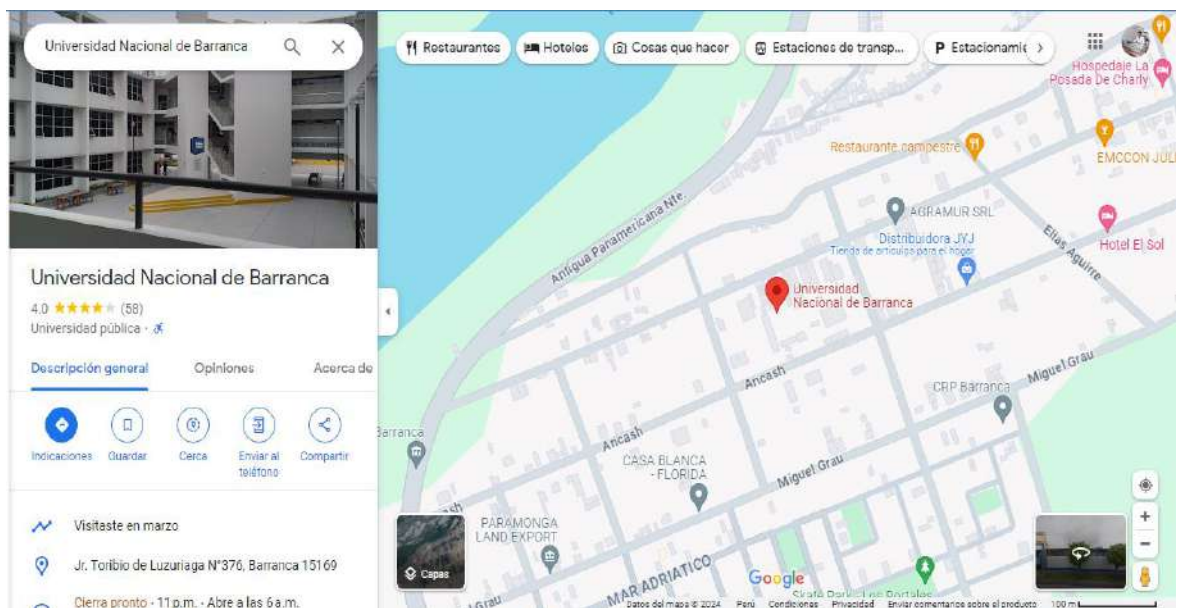 Universidad Nacional de Barranca
Universidad Nacional de Barranca
4.0
(58)
Universidad pública ·
Descripción general
Opiniones
Acerca de
Indicaciones
Guardar
Cerca
Enviar al
teléfono
Compartir
Visitaste en marzo
Jr. Toribio de Luzuriaga N°376, Barranca 15169
Cierra pronto · 11 p.m. · Abre a las 6 a.m.
Restaurantes
Hoteles
Cosas que hacer
Estaciones de transp...
P
Hospedaje La
Posada De Charly
Restaurante campestre
EMCCON
AGRAMUR SRL
Antigua Panamericana Nte.
Distribuidora JYJ
Tienda de artículos para el hogar
Elías Aguirre
Hotel El Sol
Universidad
Nacional de Barranca
Ancash
Miguel Grau
CRP Barranca
Barranca
Ancash
CASA BLANCA
- FLORIDA
Miguel Grau
PARAMONGA
LAND EXPORT
Capas
MAR ADRIATICO
Google
Skate Park - Los Portales
Grau
Datos del mapa © 2024
Perú
Condiciones
Privacidad
Enviar comentarios sobre el producto
100 m